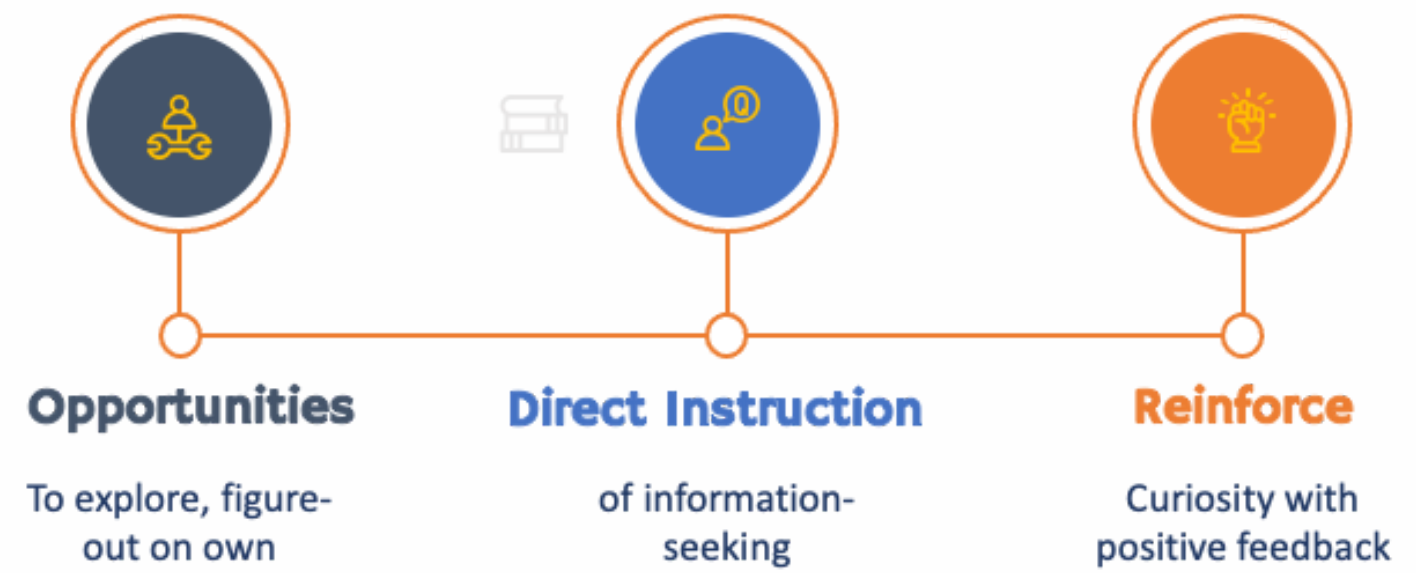 Opportunities
To explore, figure-
out on own
Direct Instruction
of information-
seeking
Reinforce
Curiosity with
positive feedback